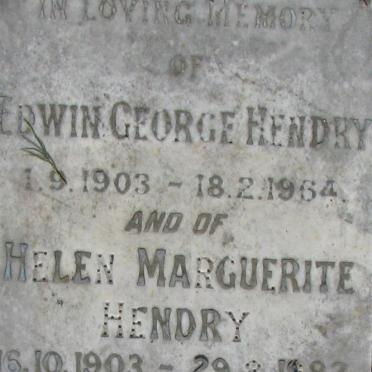 IN LOVING MEMORY
OF
EDWIN GEORGE HENDRY
1.9.1903 - 18.2.1964.
AND OF
HELEN MARGUERITE
HENDRY
16.10.1903 -